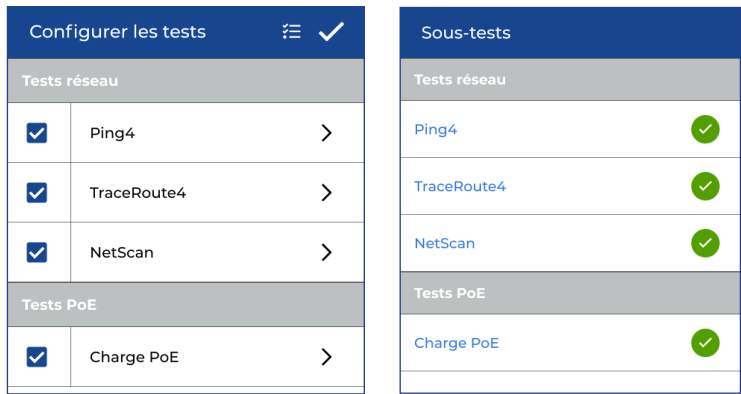 Configurer les tests
Tests réseau
Ping4
TraceRoute4
NetScan
Tests PoE
Charge PoE
Sous-tests
Tests réseau
Ping4
TraceRoute4
NetScan
Tests PoE
Charge PoE